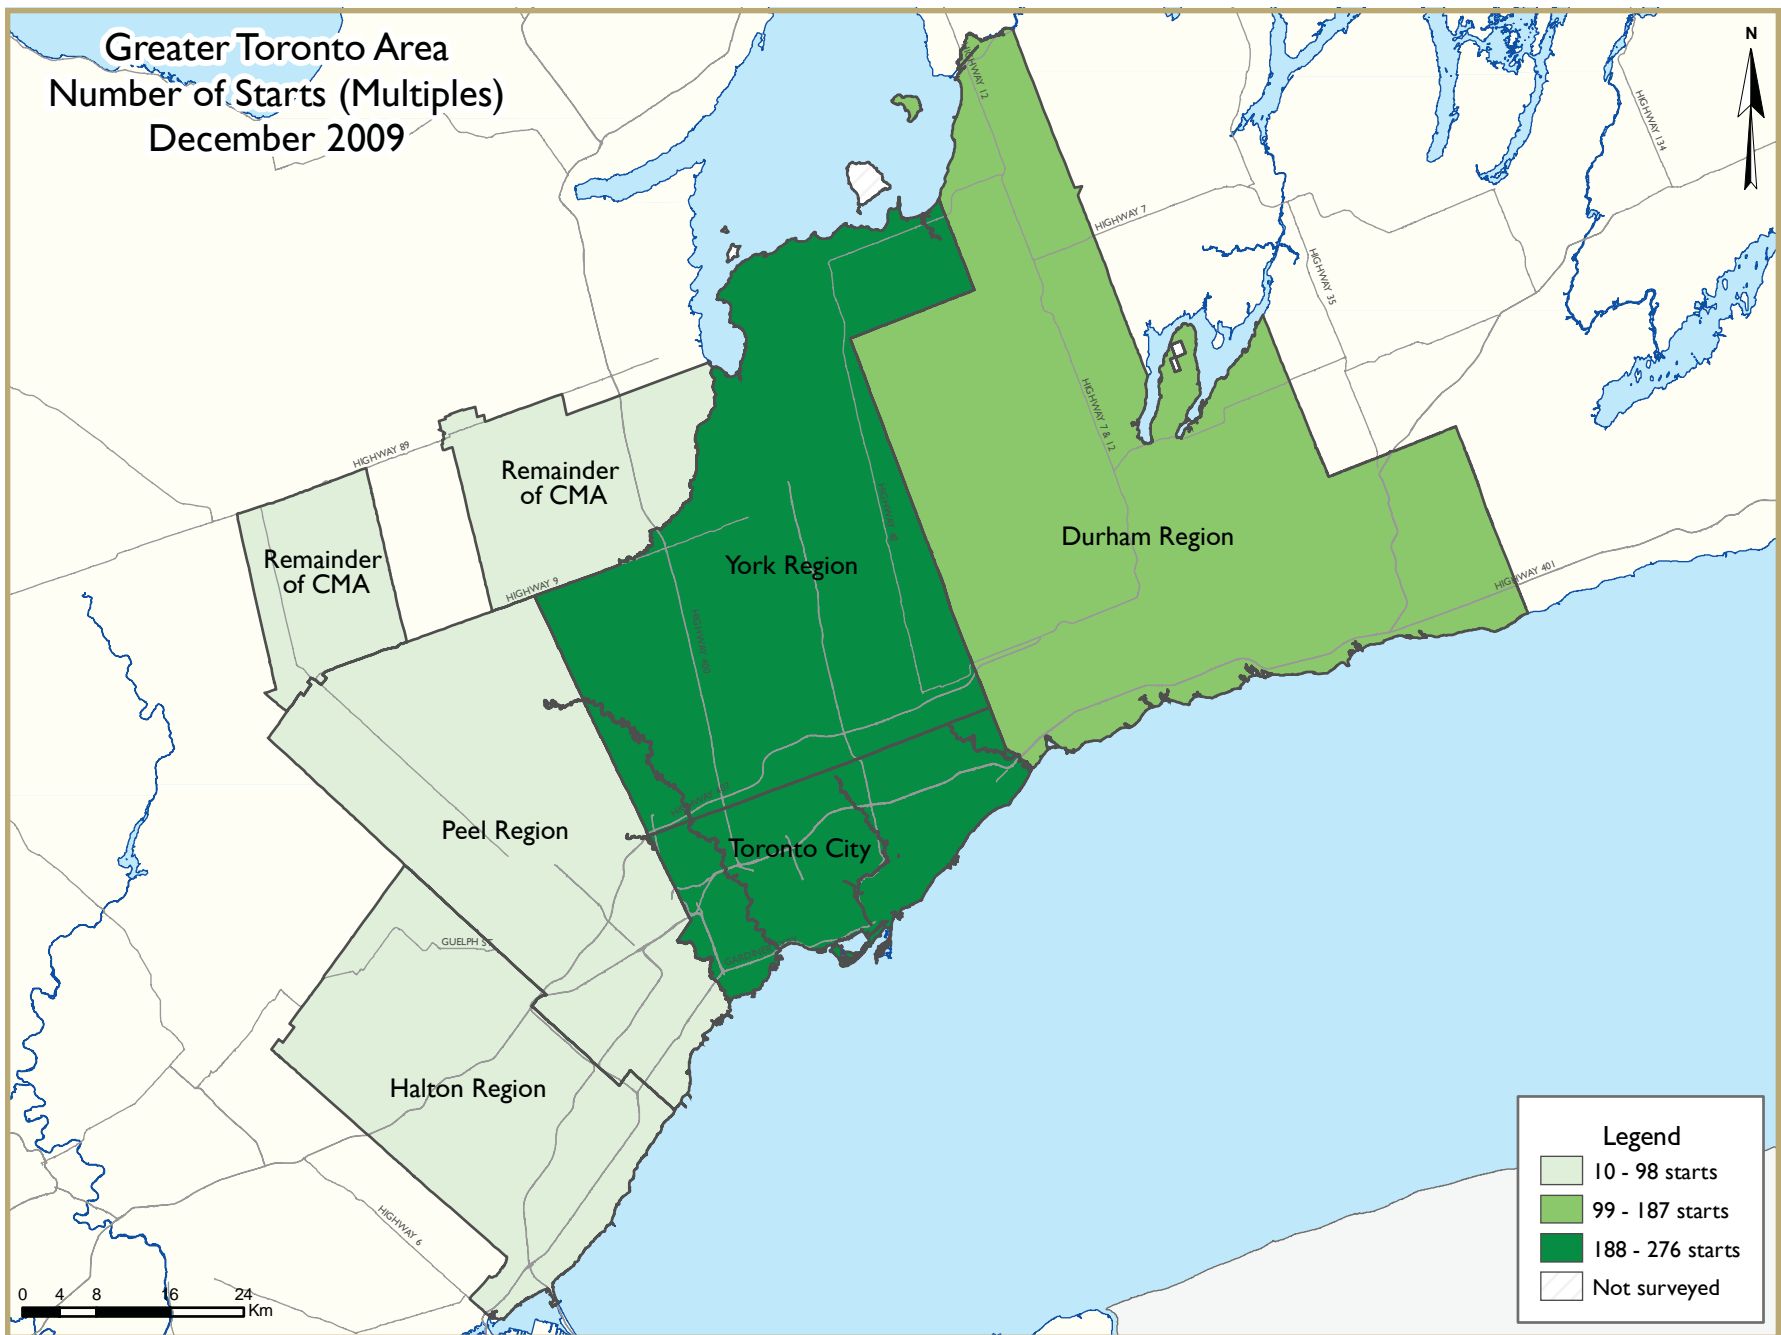 Greater Toronto Area
Number of Starts (Multiples)
December 2009
N
HIGHWAY 12
HIGHWAY 134
HIGHWAY 7
HIGHWAY 35
HIGHWAY 7 & 12
HIGHWAY 89
Remainder
of CMA
Remainder
of CMA
HIGHWAY 9
York Region
Durham Region
HIGHWAY 401
HIGHWAY 400
Peel Region
Toronto City
GUELPH ST
Halton Region
HIGHWAY 6
0 4 8 16 24
Km
Legend
10 - 98 starts
99 - 187 starts
188 - 276 starts
Not surveyed